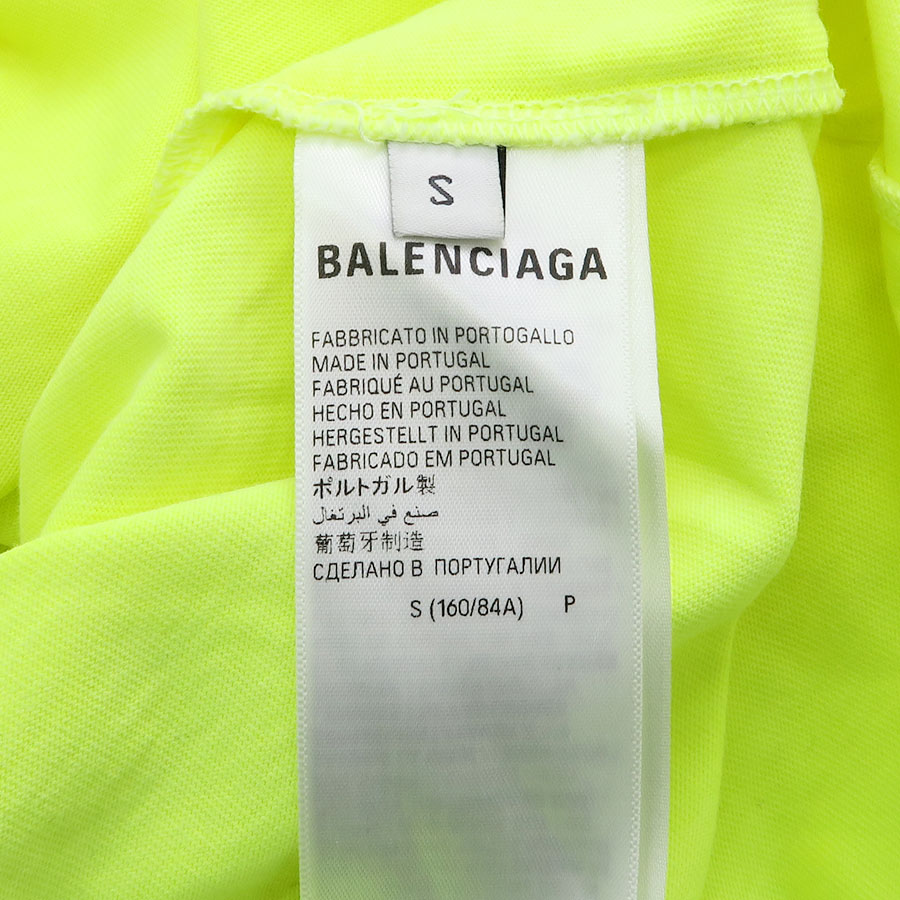 S
BALENCIAGA
FABBRICATO IN PORTOGALLO
MADE IN PORTUGAL
FABRIQUÉ AU PORTUGAL
HECHO EN PORTUGAL
HERGESTELLT IN PORTUGAL
FABRICADO EM PORTUGAL
ポルトガル製
صنع في البرتغال
葡萄牙制造
СДЕЛАНО В ПОРТУГАЛИИ
S (160/84A) P